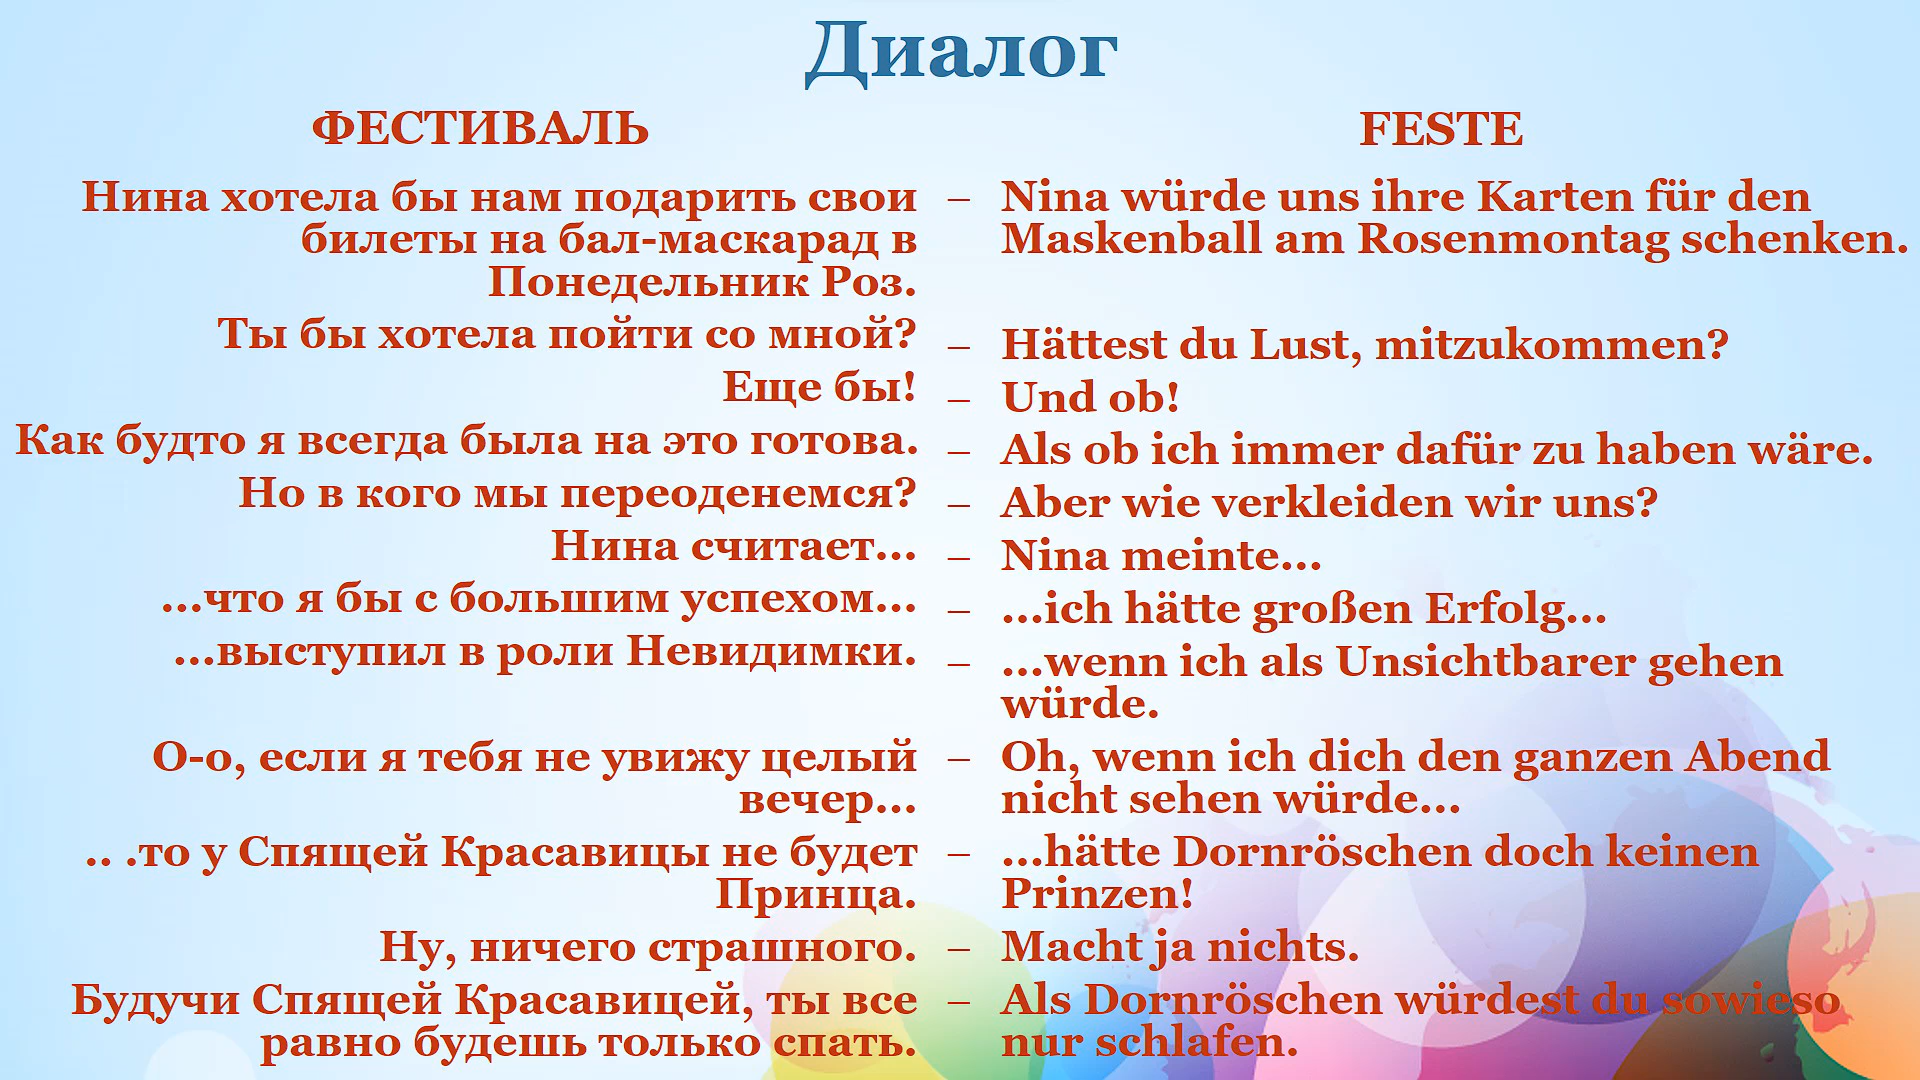 Диалог
ФЕСТИВАЛЬ
Нина хотела бы нам подарить свои
билеты на бал-маскарад в
Понедельник Роз.
Ты бы хотела пойти со мной?
Еще бы!
Как будто я всегда была на это готова.
Но в кого мы переоденемся?
Нина считает...
...что я бы с большим успехом...
...выступил в роли Невидимки.
О-о, если я тебя не увижу целый
вечер...
.. .то у Спящей Красавицы не будет
Принца.
Ну, ничего страшного.
Будучи Спящей Красавицей, ты все
равно будешь только спать.
FESTE
– Nina würde uns ihre Karten für den
Maskenball am Rosenmontag schenken.
– Hättest du Lust, mitzukommen?
– Und ob!
– Als ob ich immer dafür zu haben wäre.
– Aber wie verkleiden wir uns?
– Nina meinte...
– ...ich hätte großen Erfolg...
– ...wenn ich als Unsichtbarer gehen
würde.
– Oh, wenn ich dich den ganzen Abend
nicht sehen würde...
– ...hätte Dornröschen doch keinen
Prinzen!
– Macht ja nichts.
– Als Dornröschen würdest du sowieso
nur schlafen.